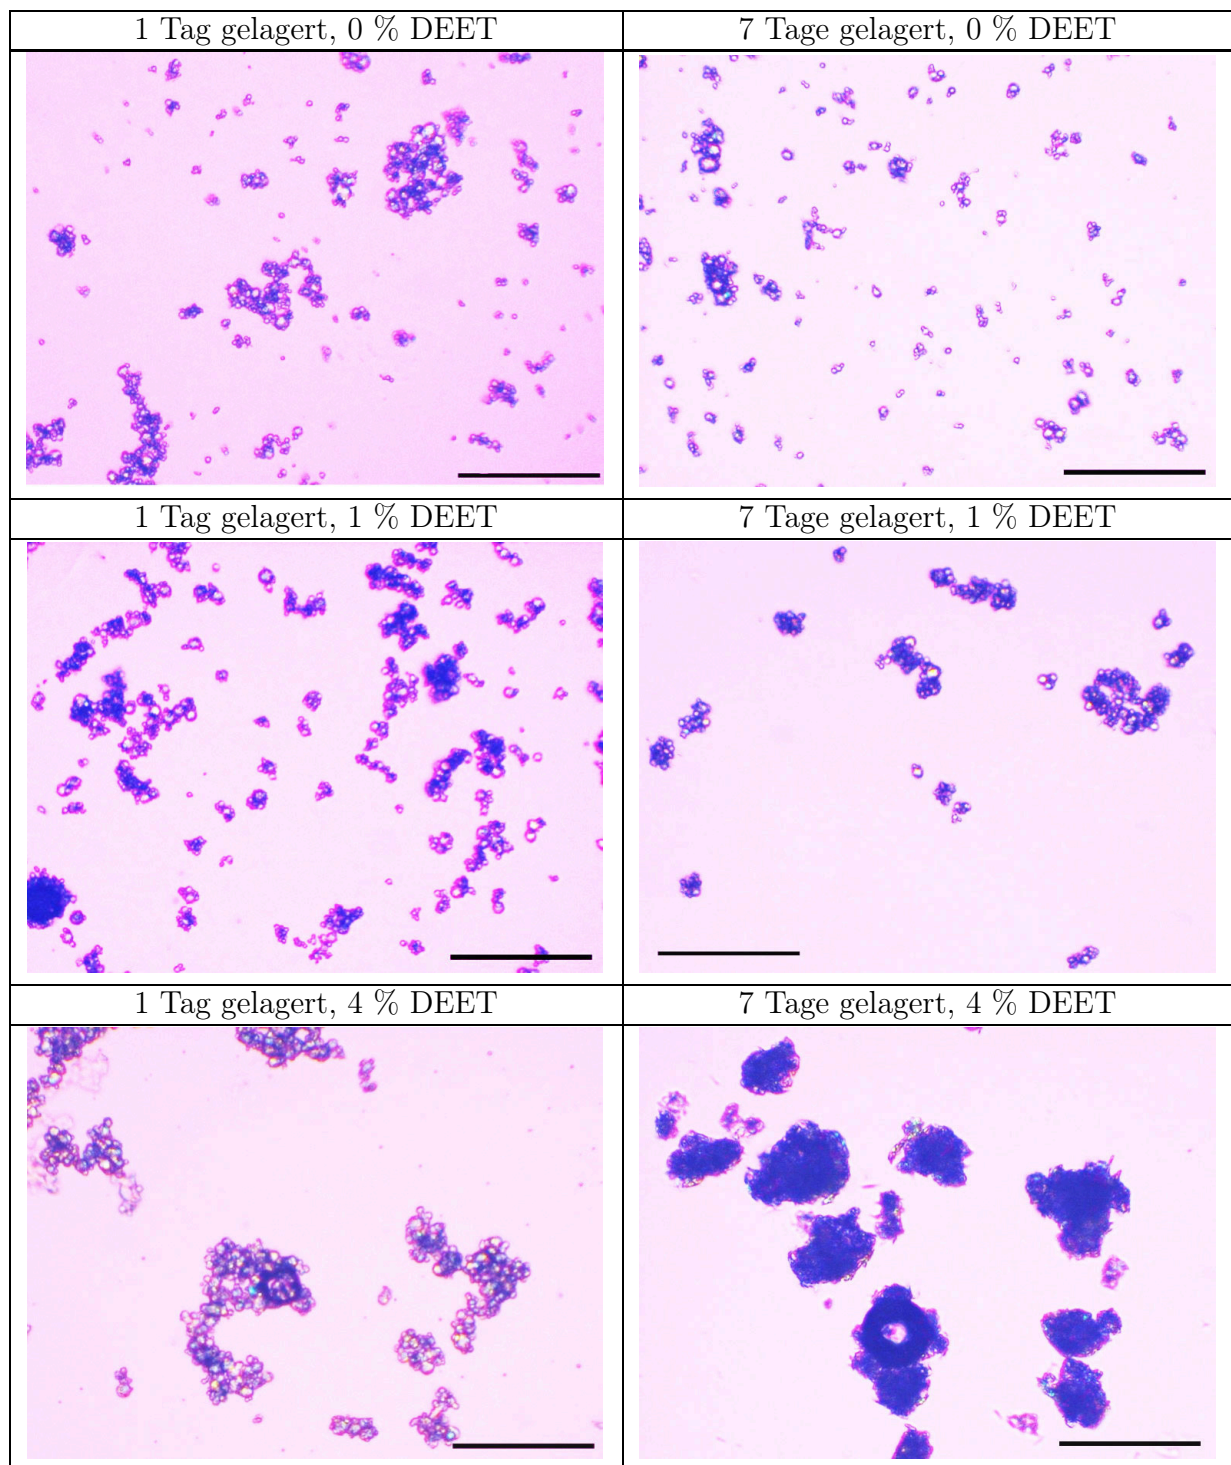 1 Tag gelagert, 0 % DEET
7 Tage gelagert, 0 % DEET
1 Tag gelagert, 1 % DEET
7 Tage gelagert, 1 % DEET
1 Tag gelagert, 4 % DEET
7 Tage gelagert, 4 % DEET